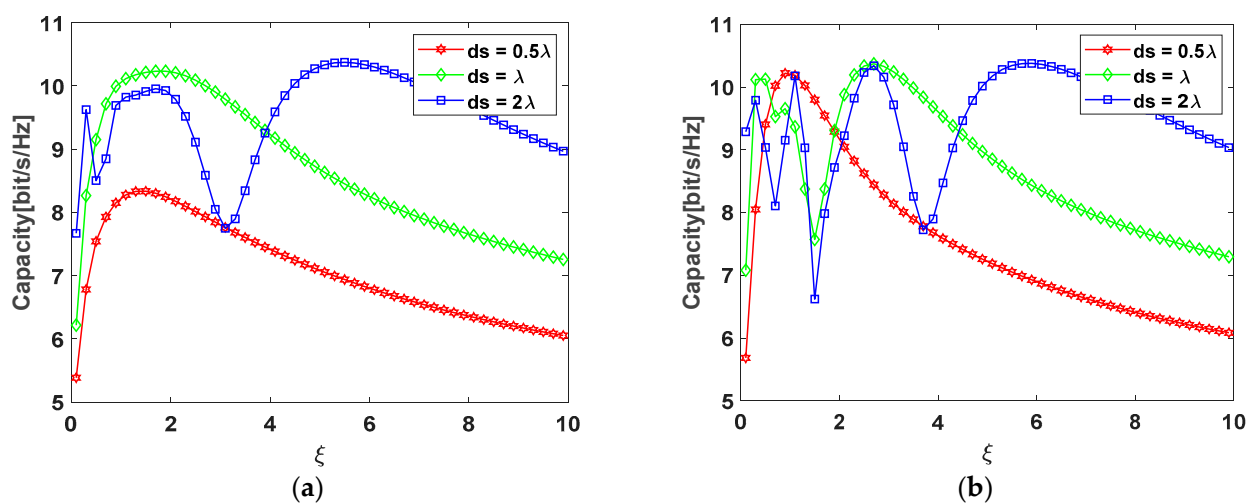 11
10
9
8
7
6
5
Capacity[bit/s/Hz]
ds = 0.5λ
ds = λ
ds = 2λ
0 2 4 6 8 10
ξ
(a)
11
10
9
8
7
6
5
Capacity[bit/s/Hz]
ds = 0.5λ
ds = λ
ds = 2λ
0 2 4 6 8 10
ξ
(b)